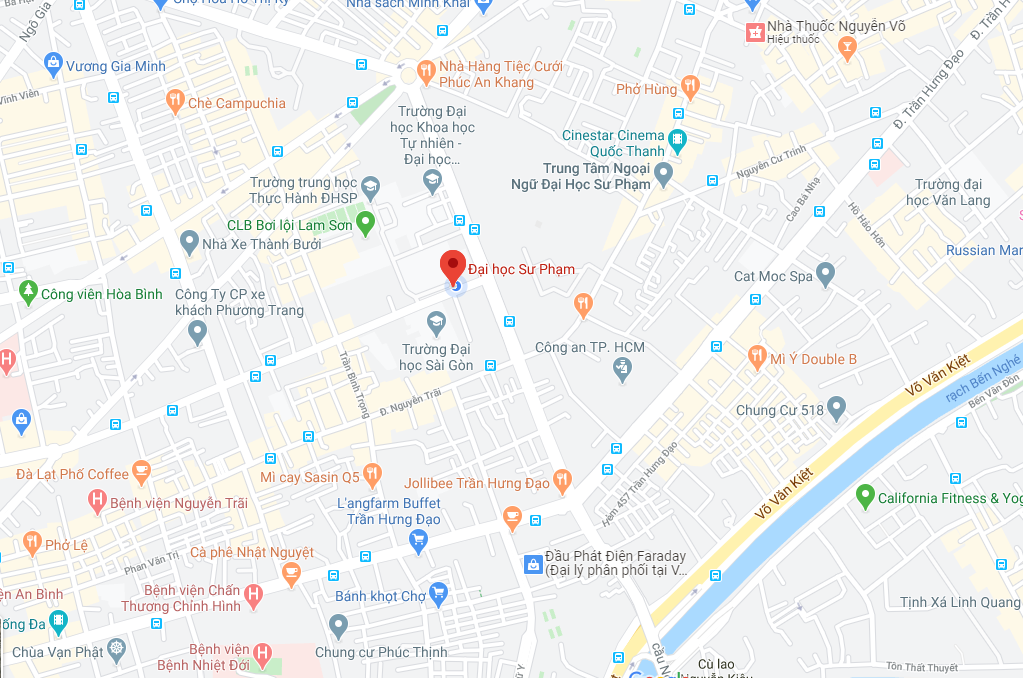 Chợ Hoa Hồ Thị Kỷ
Nhà sách Minh Khai
Ngô Gia
Nhà Thuốc Nguyễn Võ
Hiệu thuốc
Đ. Trần Hưng Đạo
Vương Gia Minh
Nhà Hàng Tiệc Cưới
Phúc An Khang
Phở Hùng
Vĩnh Viễn
Chè Campuchia
Trường Đại
học Khoa học
Tự nhiên -
Đại học...
Đ. Trần Hưng Đạo
Cinestar Cinema
Quốc Thanh
Nguyễn Cư Trinh
Trung Tâm Ngoại
Ngữ Đại Học Sư Phạm
Trường trung học
Thực Hành ĐHSP
Cao Bá Nhạ
Trường đại
học Văn Lang
CLB Bơi lội Lam Sơn
Hồ Hảo Hớn
Nhà Xe Thành Bưởi
Russian Mar
Đại học Sư Phạm
Cat Moc Spa
Công viên Hòa Bình
Công Ty CP xe
khách Phương Trang
Trường Đại
học Sài Gòn
Công an TP. HCM
Mì Ý Double B
Trần Bình Trọng
Đ. Nguyễn Trãi
Võ Văn Kiệt
rạch Bến Nghé
Bến Vân Đồn
Chung Cư 518
Đà Lạt Phố Coffee
Mì cay Sasin Q5
Jollibee Trần Hưng Đạo
Hẻm 457 Trần Hưng Đạo
Võ Văn Kiệt
California Fitness & Yog
Bệnh viện Nguyễn Trãi
L'angfarm Buffet
Trần Hưng Đạo
Phở Lệ
Cà phê Nhật Nguyệt
Phan Văn Trị
Đầu Phát Điện Faraday
(Đại lý phân phối tại V...
Bệnh viện Chấn
Thương Chỉnh Hình
Bánh khọt Chợ
ện An Bình
Tịnh Xá Linh Quang
ống Đa
Chùa Vạn Phật
Bệnh viện
Bệnh Nhiệt Đới
Chung cư Phúc Thịnh
Cù lao
Nguyễn Kiệu
Tôn Thất Thuyết